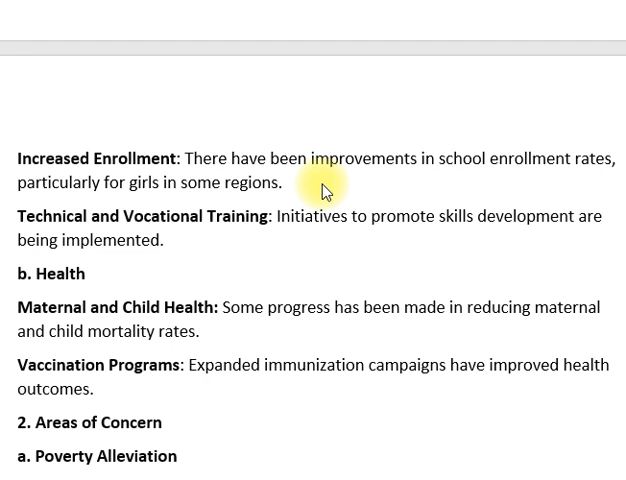 Increased Enrollment: There have been improvements in school enrollment rates,
particularly for girls in some regions.
Technical and Vocational Training: Initiatives to promote skills development are
being implemented.
b. Health
Maternal and Child Health: Some progress has been made in reducing maternal
and child mortality rates.
Vaccination Programs: Expanded immunization campaigns have improved health
outcomes.
2. Areas of Concern
a. Poverty Alleviation